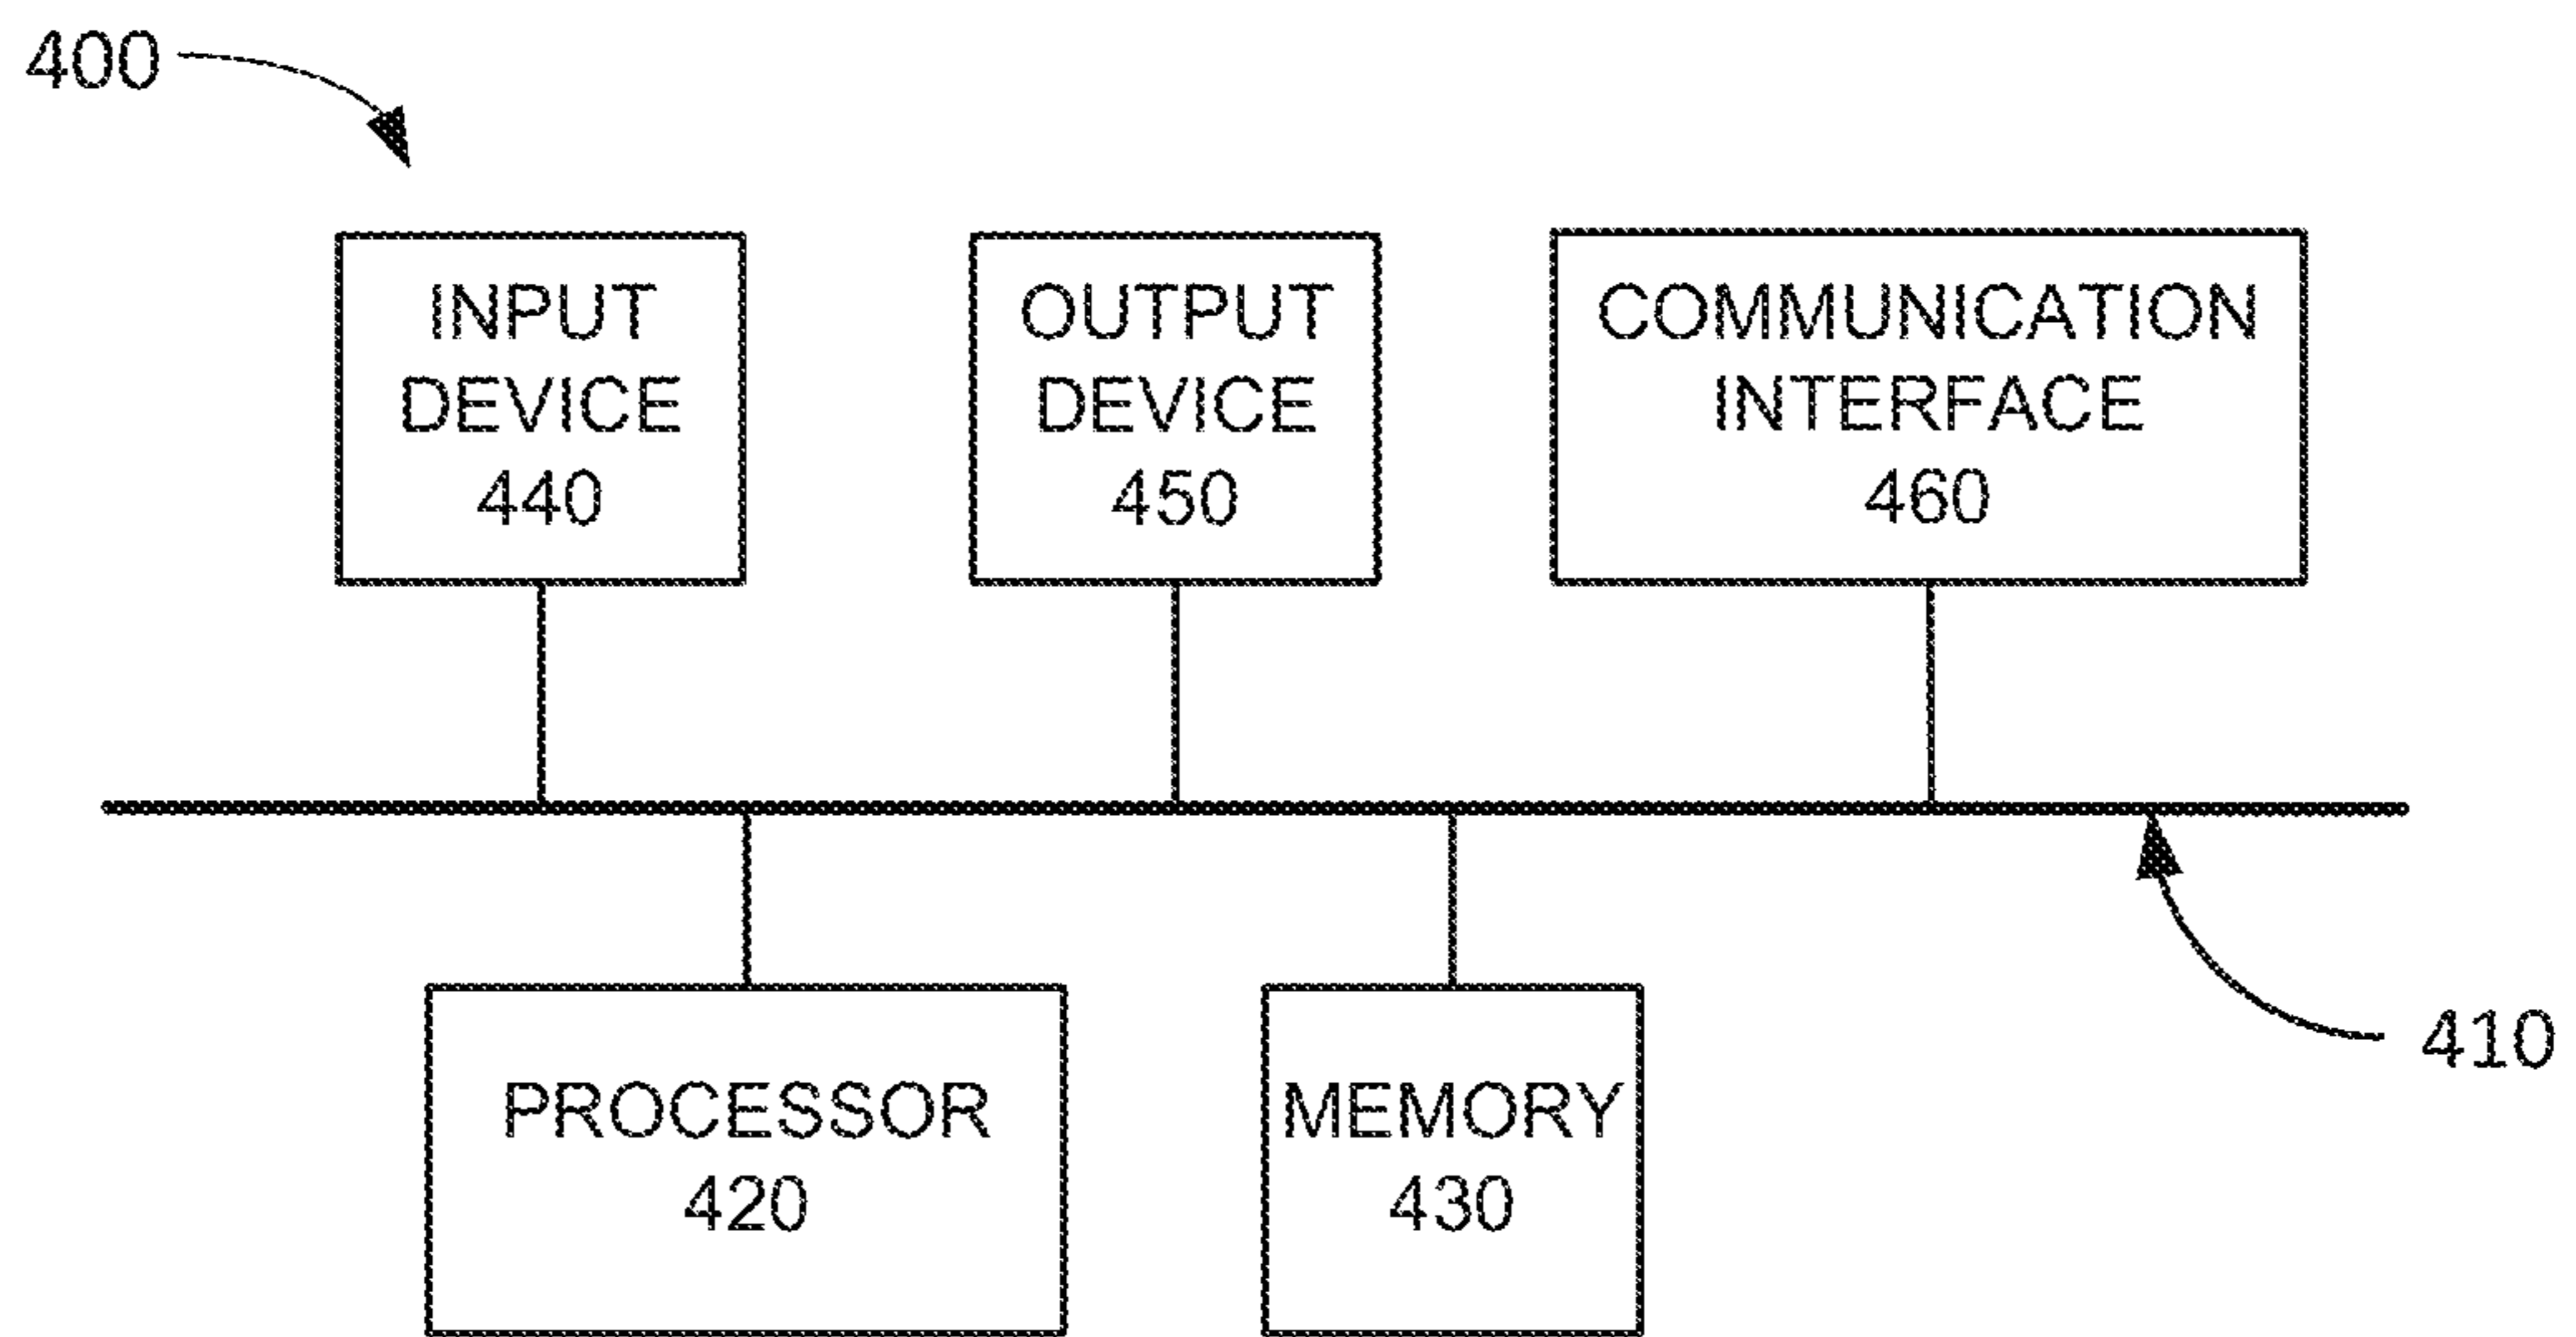 400
INPUT
DEVICE
440
OUTPUT
DEVICE
450
COMMUNICATION
INTERFACE
460
PROCESSOR
420
MEMORY
430
410